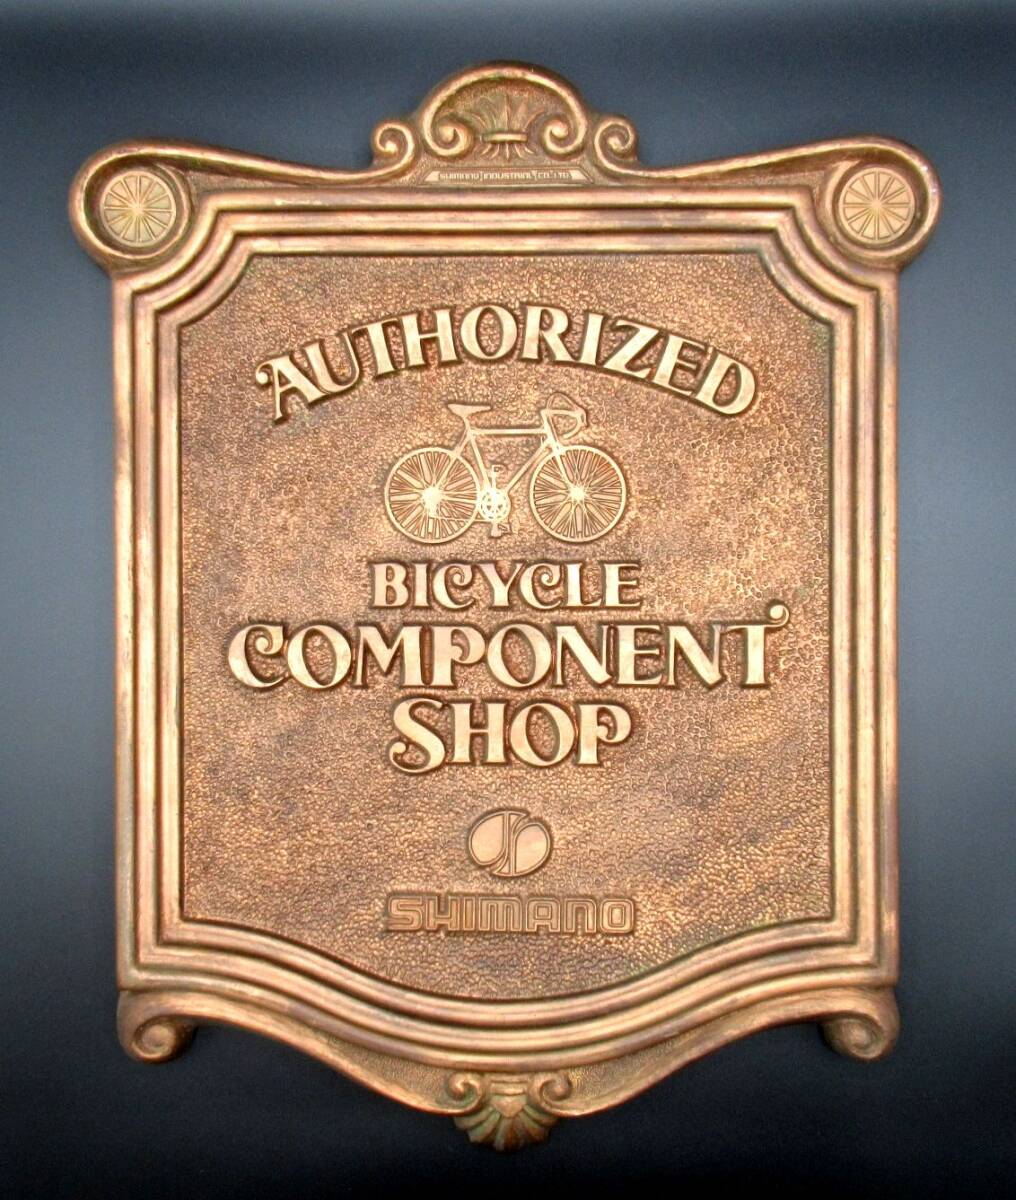 SHIMANO INDUSTRIAL CO. LTD.
AUTHORIZED
BICYCLE
COMPONENT
SHOP
SHIMANO